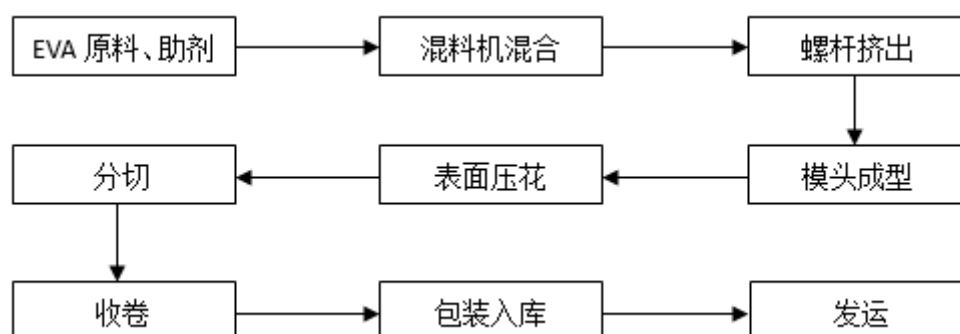 EVA 原料、助剂
混料机混合
螺杆挤出
模头成型
表面压花
分切
收卷
包装入库
发运